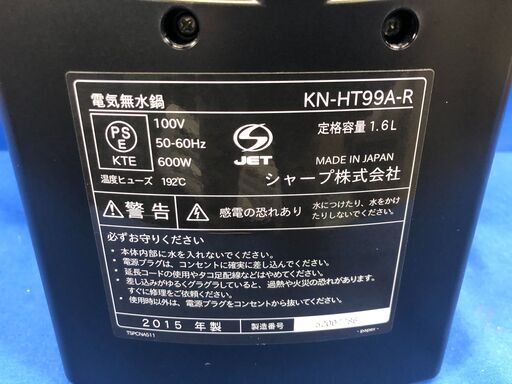 電気無水鍋
KN-HT99A-R
PS
E
KTE
100V
50-60Hz
600W
JET
定格容量 1.6L
MADE IN JAPAN
温度ヒューズ 192℃
シャープ株式会社
警告
感電の恐れあり
水につけたり、水をかけ
たりしないでください。
必ずお守りください
・本体内部に水を入れないでください。
・電源プラグは、コンセントに確実に差し込んでください。
・延長コードの使用やタコ足配線などはやめてください。
・差し込みがゆるくグラグラしていると、過熱や火災の恐れがあります。
すぐに修理をご依頼ください。
・使用時以外は、電源プラグをコンセントから抜いてください。
2015 年製
製造番号
TSPCNA511